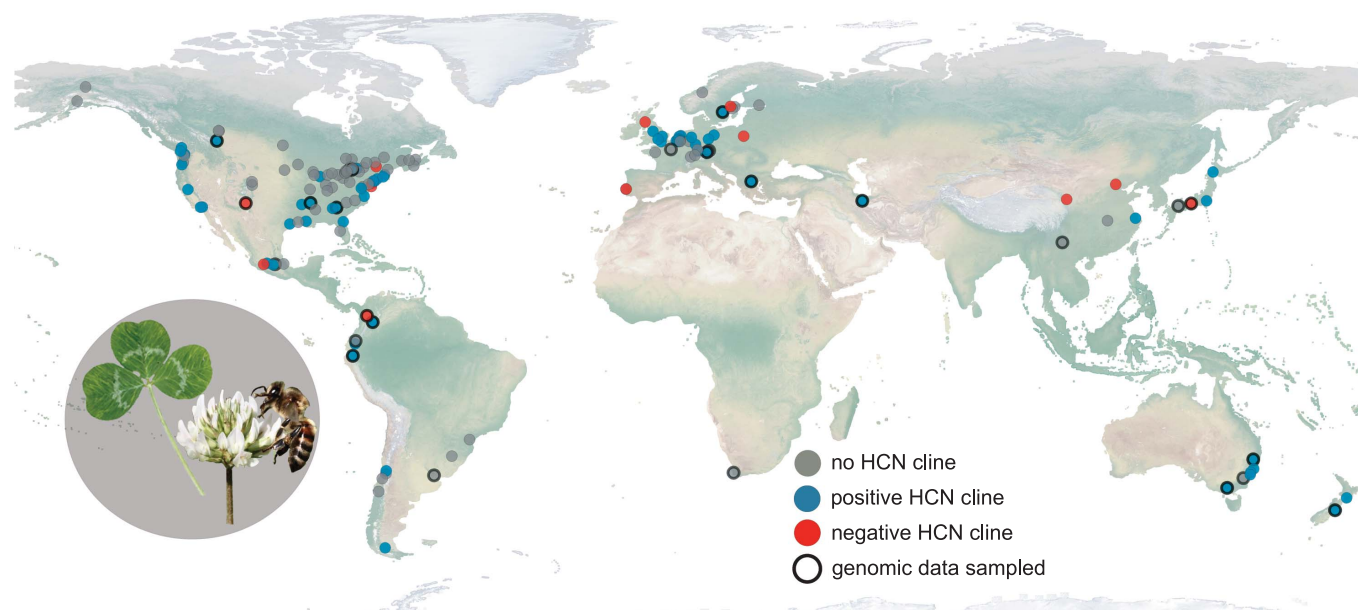 no HCN cline
positive HCN cline
negative HCN cline
genomic data sampled